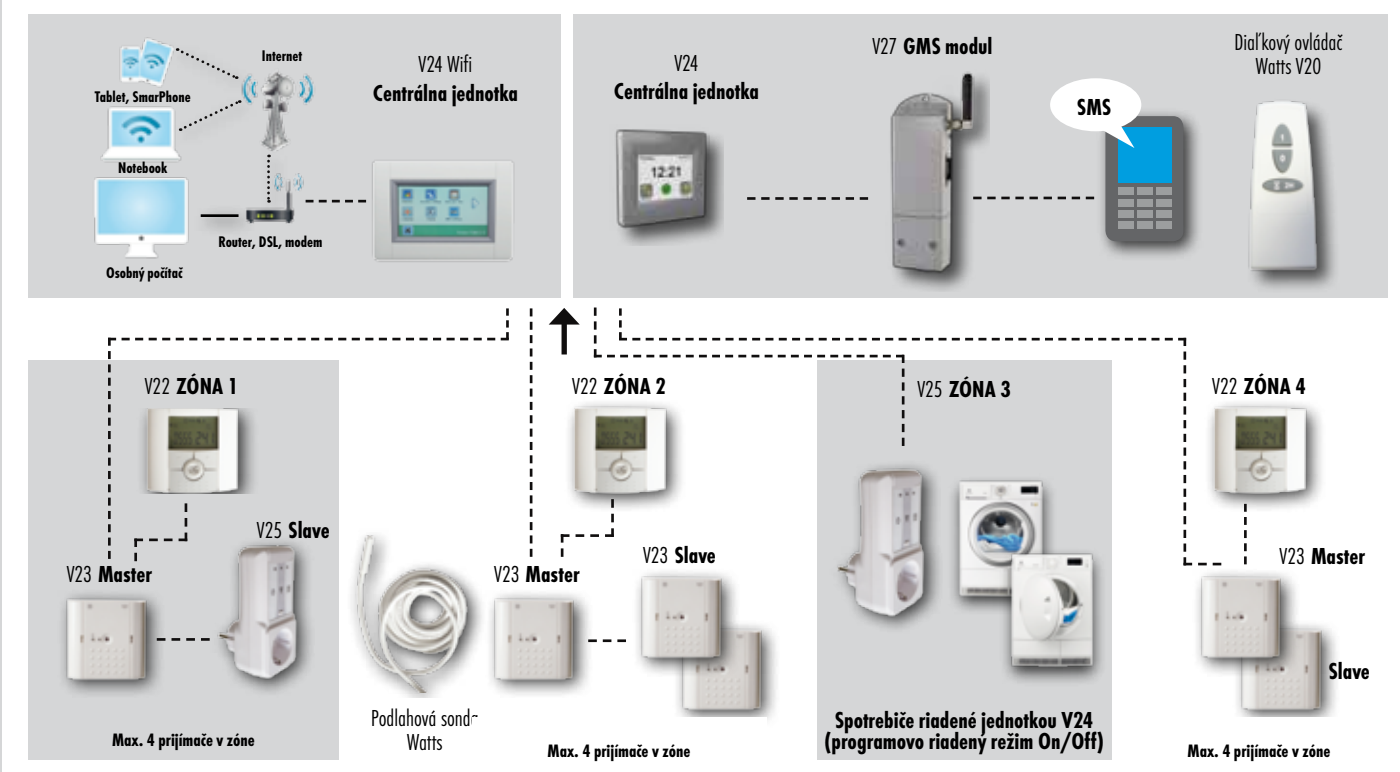 Internet
Tablet, SmarPhone
Notebook
Osobný počítač
Router, DSL, modem
V24 Wifi
Centrálna jednotka
V24
Centrálna jednotka
12:21
V27 GMS modul
SMS
Diaľkový ovládač
Watts V20
V22 ZÓNA 1
V25 Slave
V23 Master
Max. 4 prijímače v zóne
Podlahová sond
Watts
V22 ZÓNA 2
V23 Master
V23 Slave
Max. 4 prijímače v zóne
V25 ZÓNA 3
Spotrebiče riadené jednotkou V24
(programovo riadený režim On/Off)
V22 ZÓNA 4
V23 Master
Slave
Max. 4 prijímače v zóne